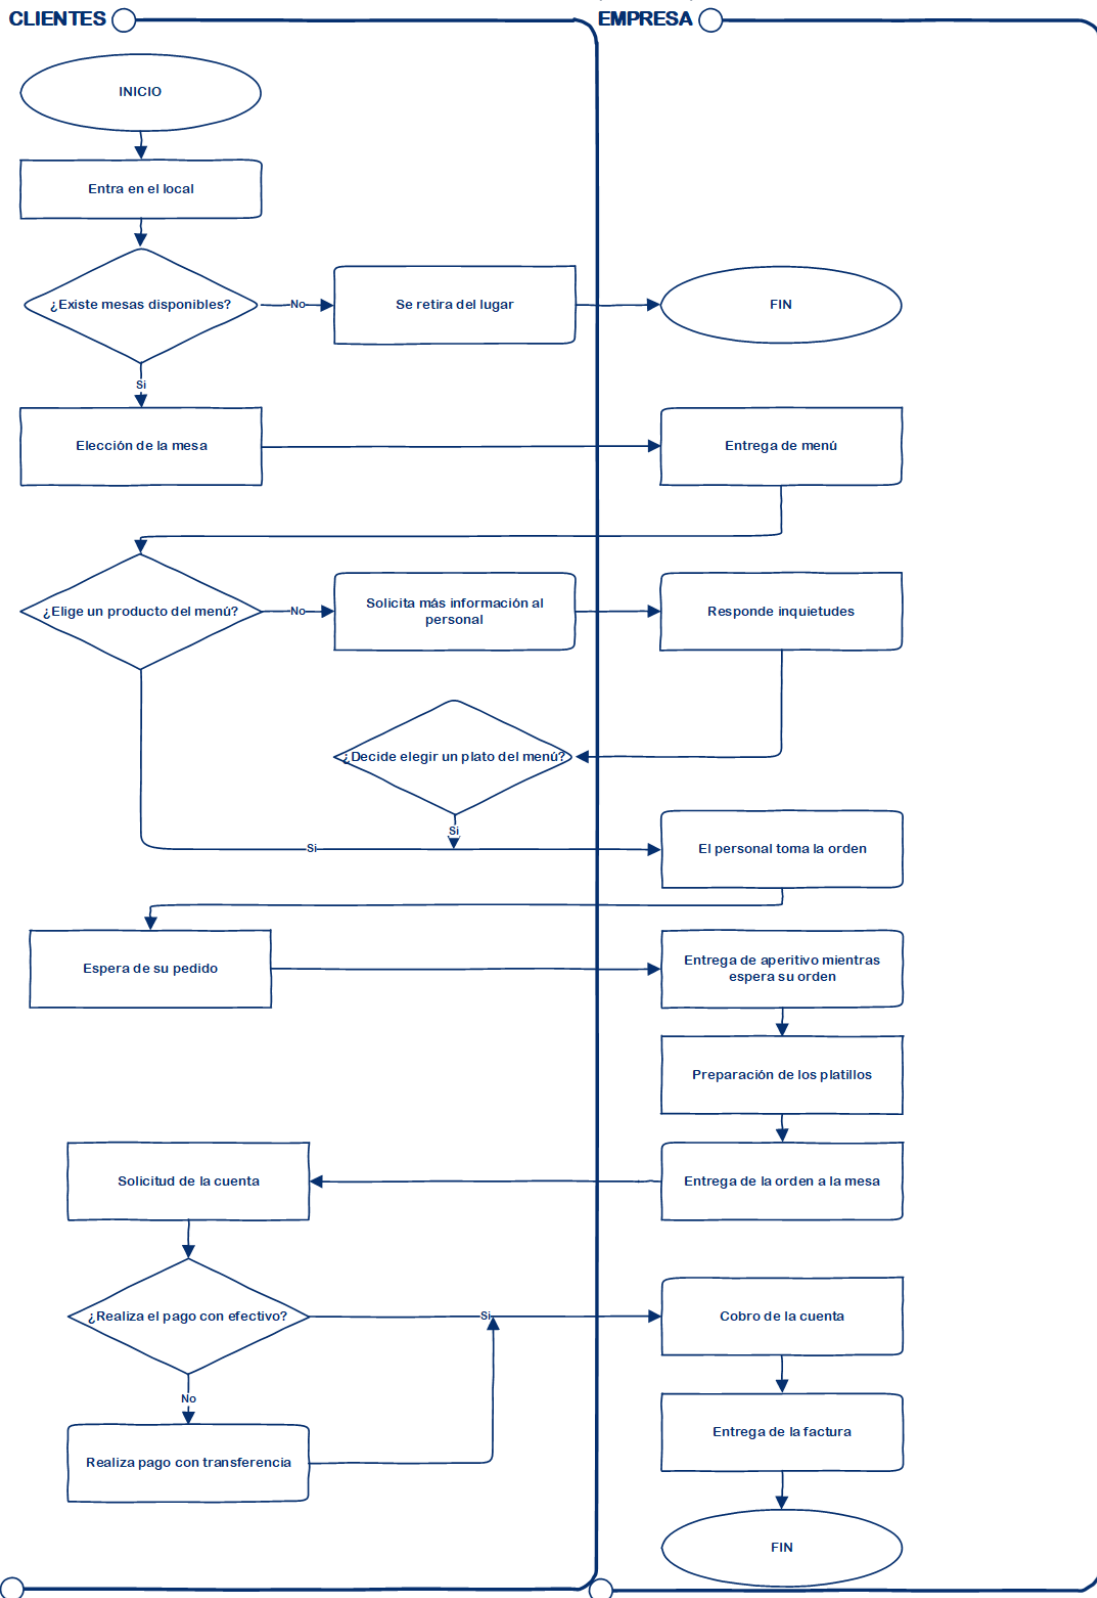 CLIENTES
EMPRESA
INICIO
Entra en el local
¿Existe mesas disponibles?
No
Se retira del lugar
FIN
Si
Elección de la mesa
Entrega de menú
¿Elige un producto del menú?
No
Solicita más información al
personal
Responde inquietudes
¿Decide elegir un plato del menú?
Si
Si
El personal toma la orden
Espera de su pedido
Entrega de aperitivo mientras
espera su orden
Preparación de los platillos
Solicitud de la cuenta
Entrega de la orden a la mesa
¿Realiza el pago con efectivo?
Si
Cobro de la cuenta
No
Entrega de la factura
Realiza pago con transferencia
FIN